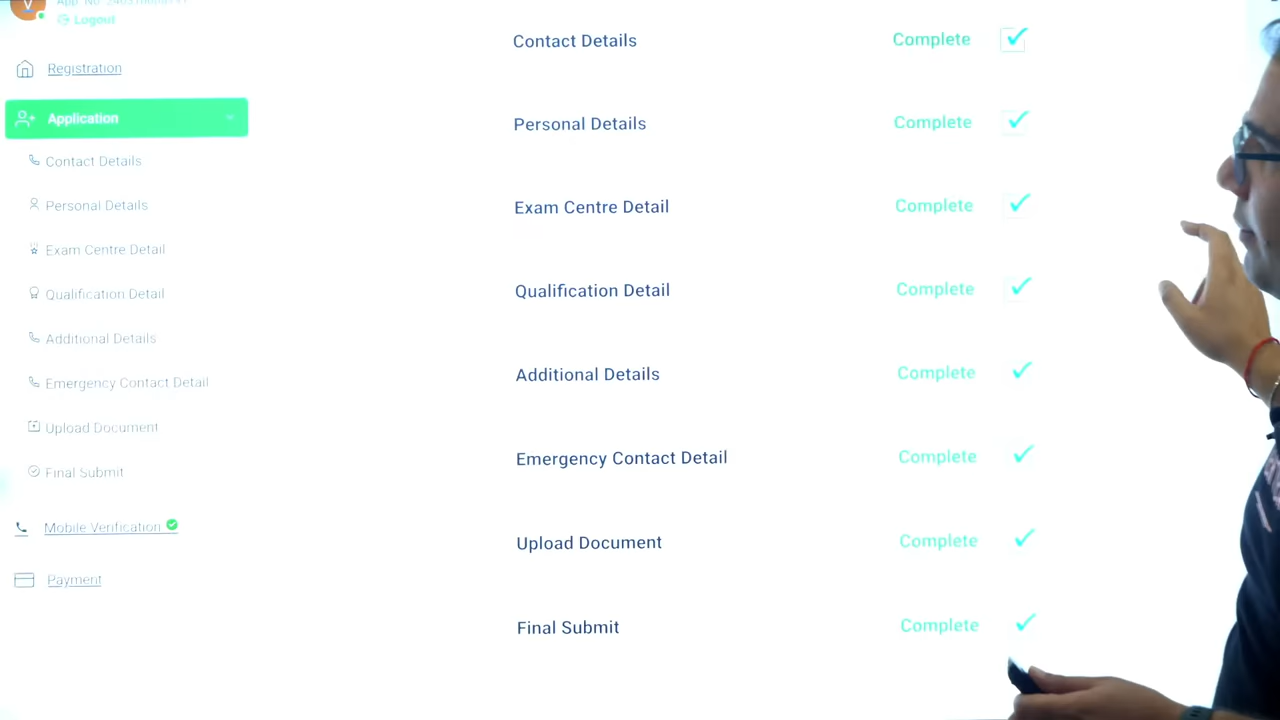 Logout
Registration
Application
Contact Details
Personal Details
Exam Centre Detail
Qualification Detail
Additional Details
Emergency Contact Detail
Upload Document
Final Submit
Mobile Verification
Payment
Contact Details Complete
Personal Details Complete
Exam Centre Detail Complete
Qualification Detail Complete
Additional Details Complete
Emergency Contact Detail Complete
Upload Document Complete
Final Submit Complete